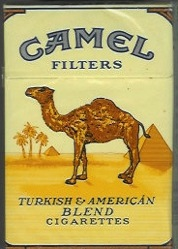 CAMEL
FILTERS
TURKISH & AMERICAN
BLEND
CIGARETTES